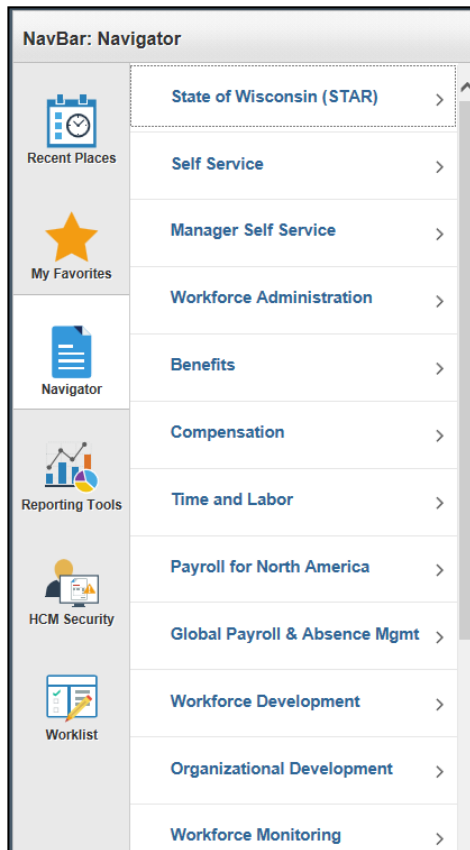 NavBar: Navigator
Recent Places
My Favorites
Navigator
Reporting Tools
HCM Security
Worklist
State of Wisconsin (STAR)
Self Service
Manager Self Service
Workforce Administration
Benefits
Compensation
Time and Labor
Payroll for North America
Global Payroll & Absence Mgmt
Workforce Development
Organizational Development
Workforce Monitoring